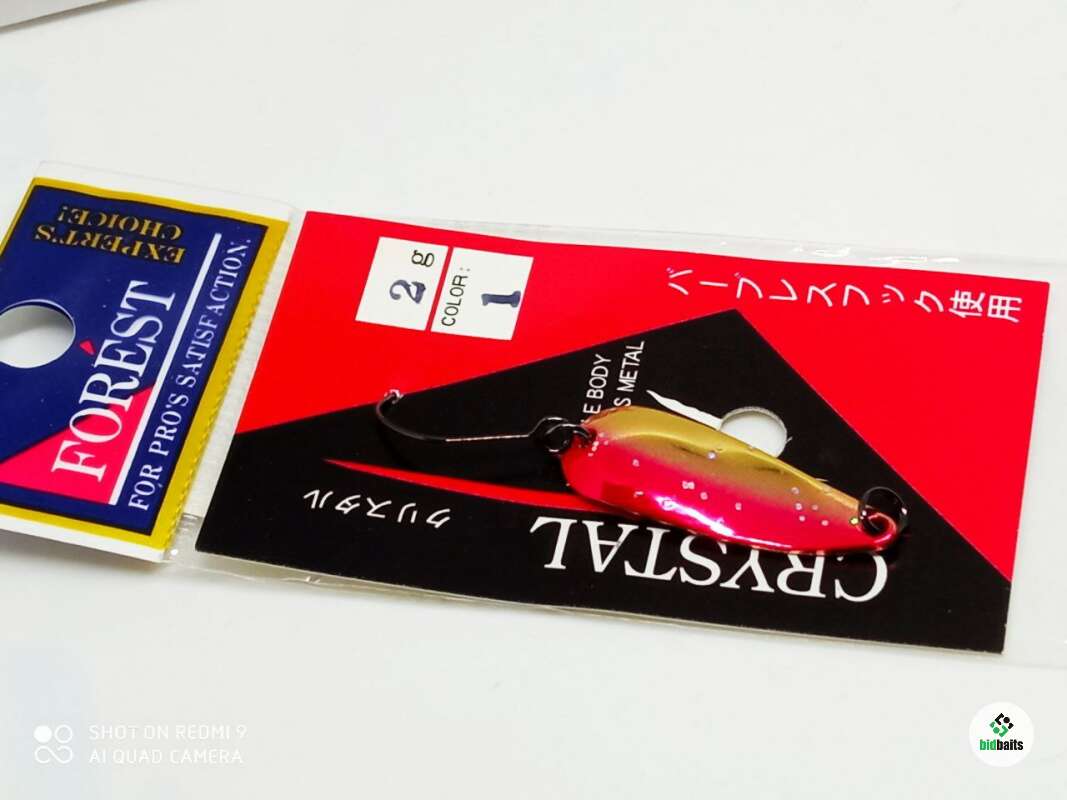 EXPERT'S
CHOICE!
FOREST
FOR PRO'S SATISFACTION.
2 g
COLOR:
1
バーブレスフック使用
BODY
METAL
クリスタル
CRYSTAL
SHOT ON REDMI 9
AI QUAD CAMERA
bidbaits